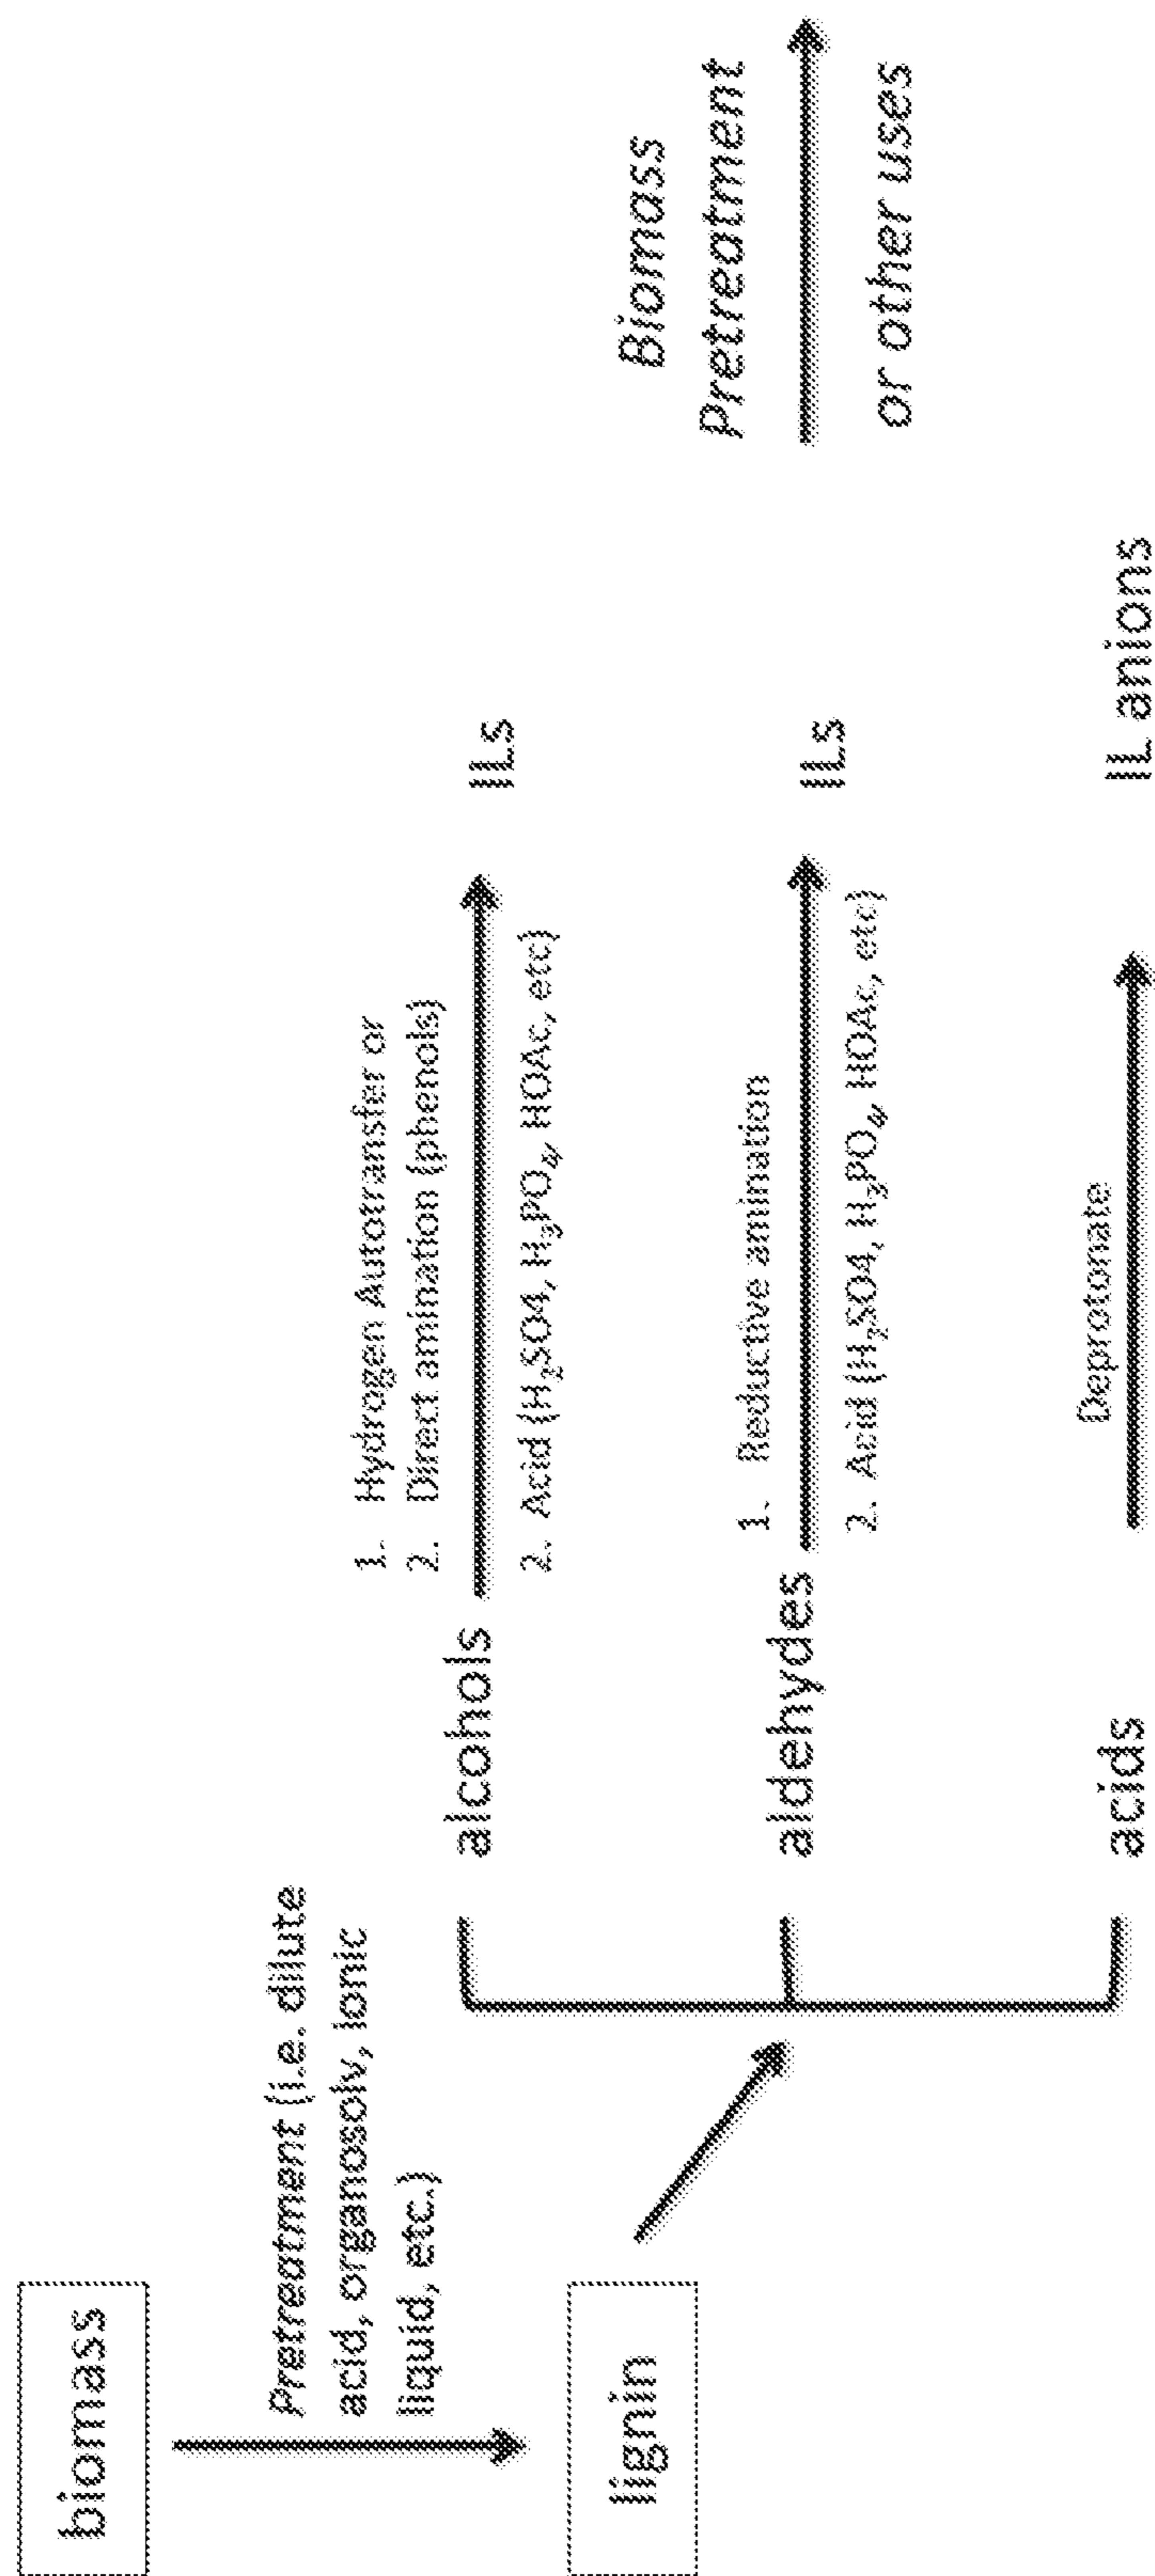 biomass
Pretreatment (i.e. dilute
acid, organosolv, ionic
liquid, etc.)
lignin
alcohols
1. Hydrogen Autotransfer or
2. Direct amination (phenols)
2. Acid (H₂SO4, H₃PO₄, HOAc, etc)
ILs
aldehydes
1. Reductive amination
2. Acid (H₂SO4, H₃PO₄, HOAc, etc)
ILs
acids
Deprotonate
IL anions
Biomass
Pretreatment
or other uses